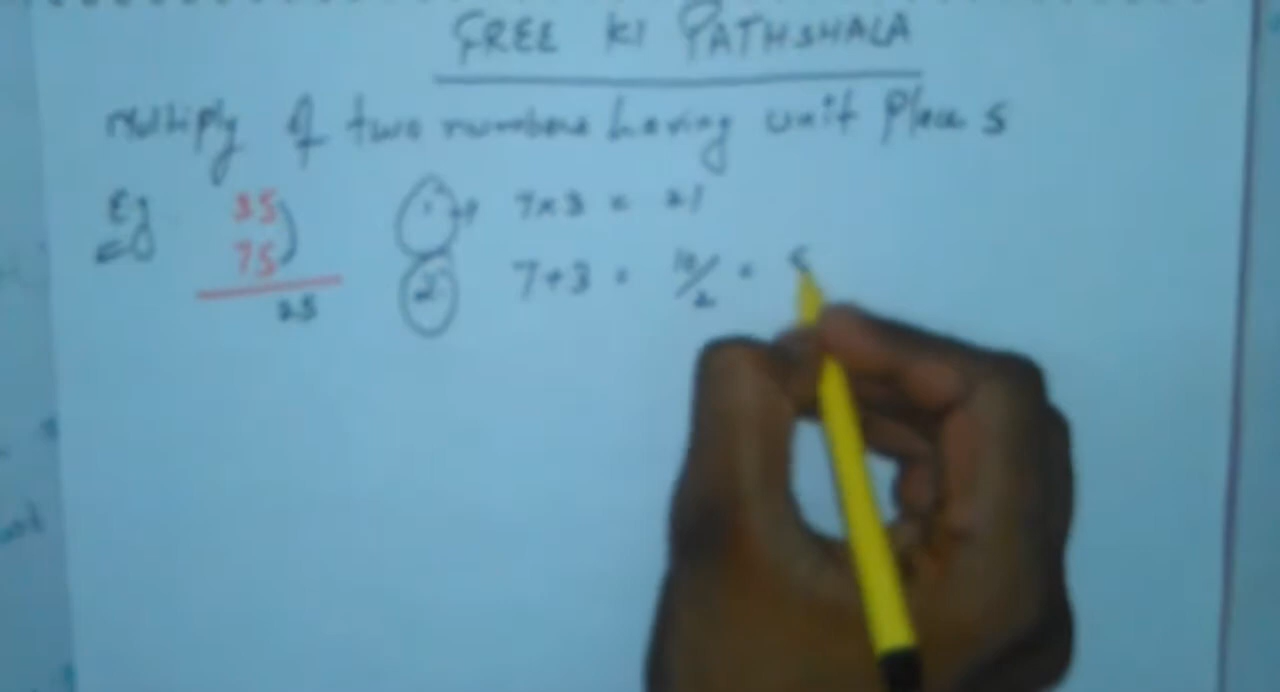 FREE KI PATHSHALA
Multiply of two numbers having unit place 5
Eg 35 1 → 7×3 = 21
75 2 7+3 = 10/2 = 5
25